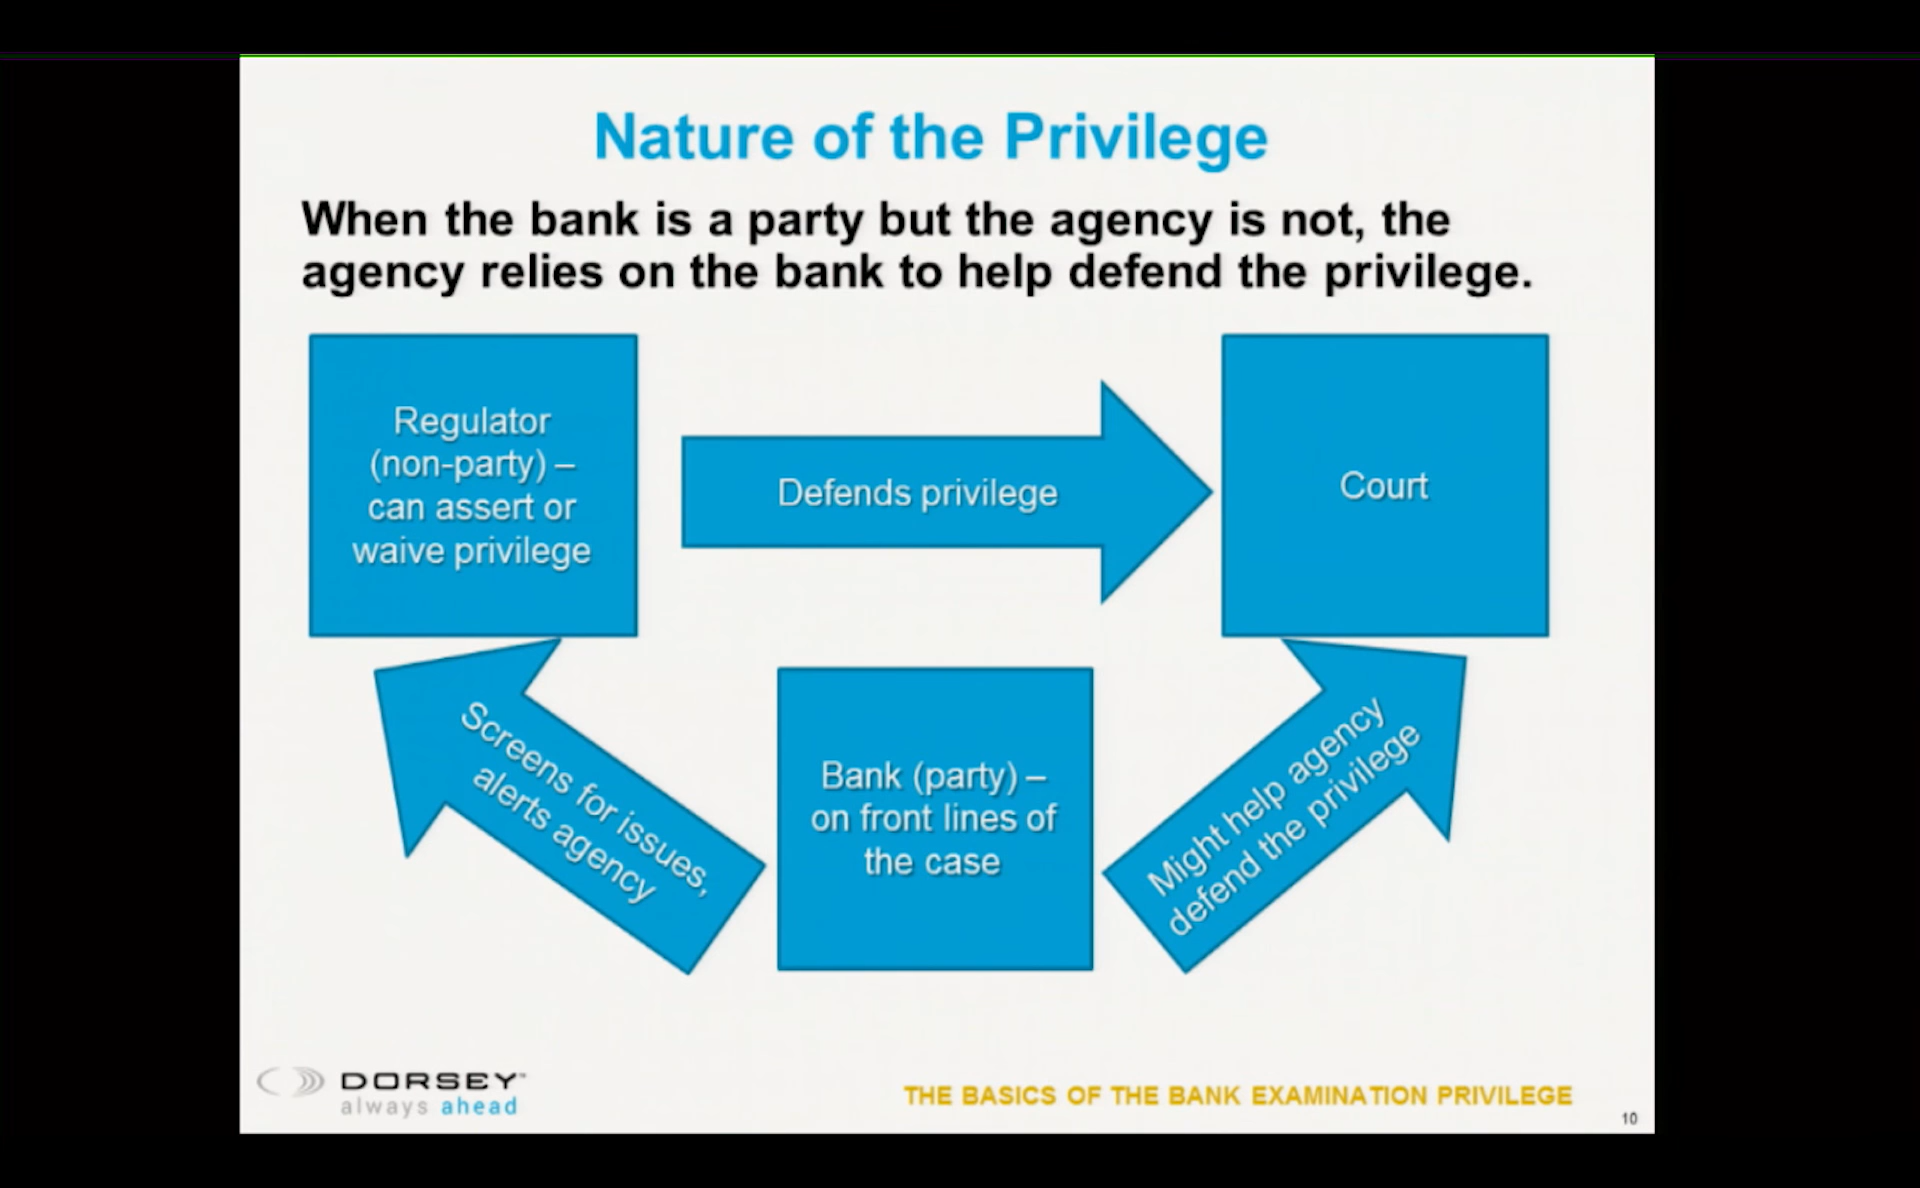 Nature of the Privilege
When the bank is a party but the agency is not, the
agency relies on the bank to help defend the privilege.
Regulator
(non-party) –
can assert or
waive privilege
Defends privilege
Court
Screens for issues,
alerts agency
Bank (party) –
on front lines of
the case
Might help agency
defend the privilege
DORSEY™
always ahead
THE BASICS OF THE BANK EXAMINATION PRIVILEGE
10